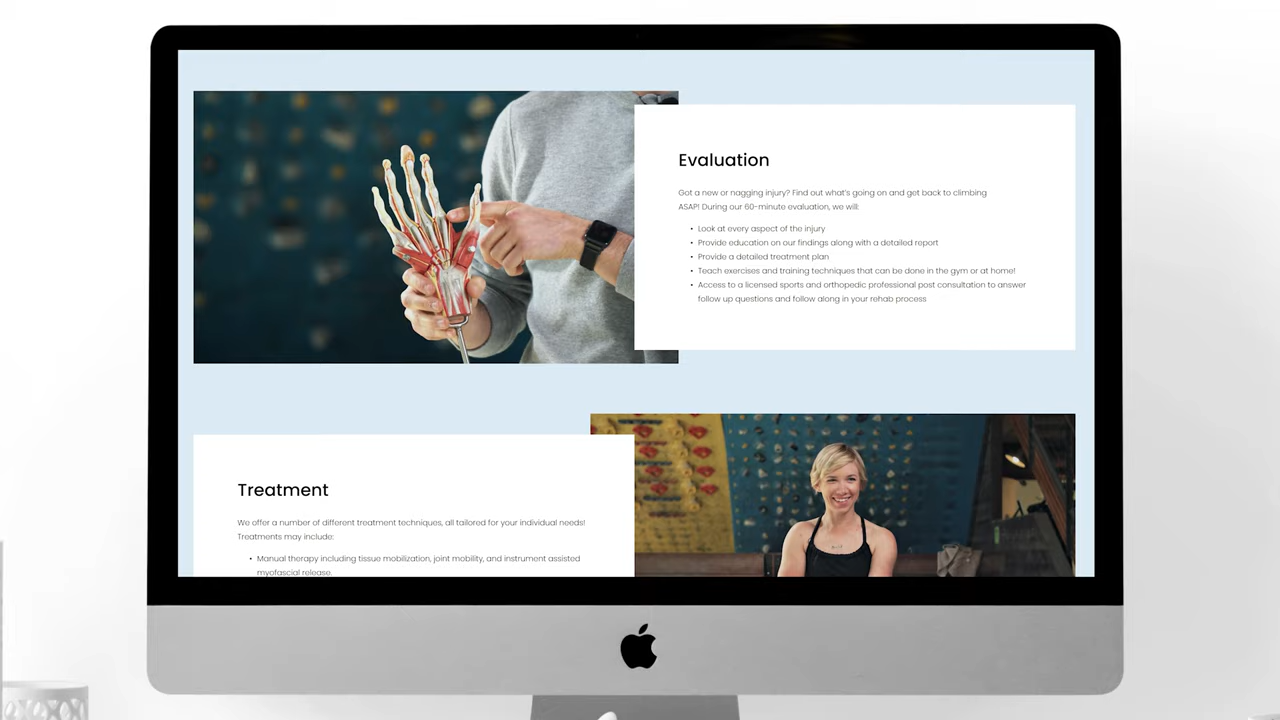 Evaluation
Got a new or nagging injury? Find out what's going on and get back to climbing
ASAP! During our 60-minute evaluation, we will:
• Look at every aspect of the injury
• Provide education on our findings along with a detailed report
• Provide a detailed treatment plan
• Teach exercises and training techniques that can be done in the gym or at home!
• Access to a licensed sports and orthopedic professional post consultation to answer
follow up questions and follow along in your rehab process
Treatment
We offer a number of different treatment techniques, all tailored for your individual needs!
Treatments may include:
• Manual therapy including tissue mobilization, joint mobility, and instrument assisted
myofascial release.